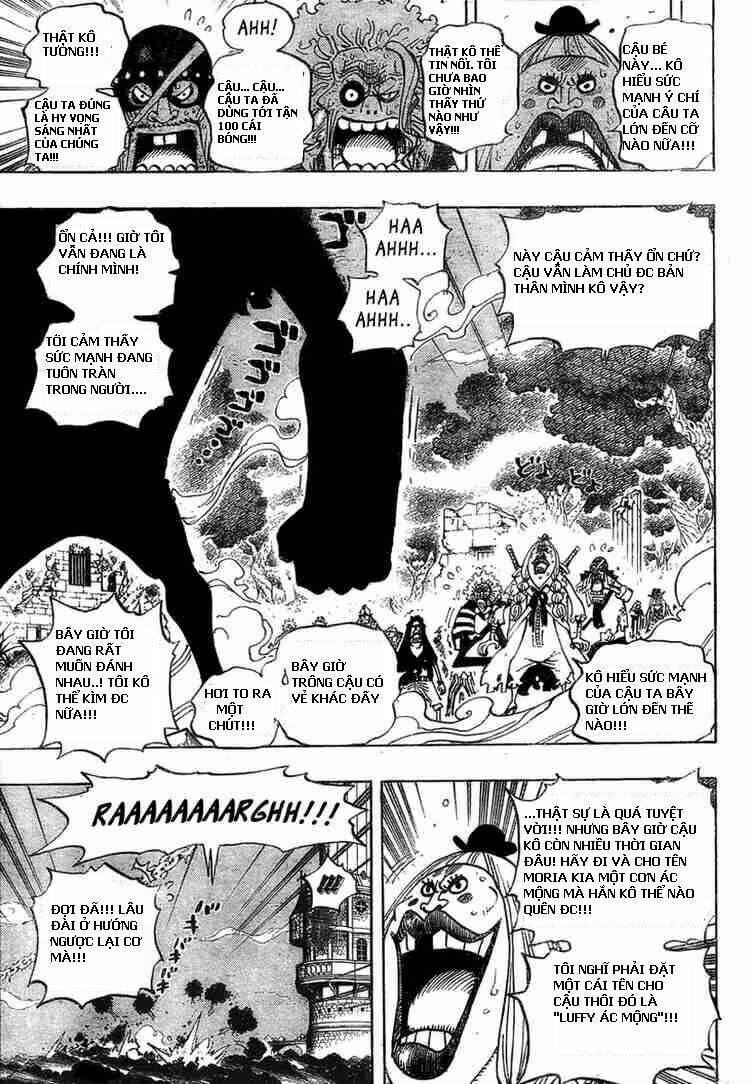 THẬT KÔ
TƯỞNG!!!
CẬU TA ĐÚNG
LÀ HY VỌNG
SÁNG NHẤT
CỦA CHÚNG
TA!!!
AHH!
CẬU... CẬU...
CẬU TA ĐÃ
DÙNG TỚI TẬN
100 CÁI
BÓNG!!!
THẬT KÔ THỂ
TIN NỔI. TÔI
CHƯA BAO
GIỜ NHÌN
THẤY THỨ
NÀO NHƯ
VẬY!!!
CẬU BÉ
NÀY... KÔ
HIỂU SỨC
MẠNH Ý CHÍ
CỦA CẬU TA
LỚN ĐẾN CỠ
NÀO NỮA!!!
ỔN CẢ!!! GIỜ TÔI
VẪN ĐANG LÀ
CHÍNH MÌNH!
TÔI CẢM THẤY
SỨC MẠNH ĐANG
TUÔN TRÀN
TRONG NGƯỜI....
HAA
AHHH...
HAA
AHHH..
NÀY CẬU CẢM THẤY ỔN CHỨ?
CẬU VẪN LÀM CHỦ ĐC BẢN
THÂN MÌNH KÔ VẬY?
ゴゴゴゴ...
どよ どよ
BÂY GIỜ TÔI
ĐANG RẤT
MUỐN ĐÁNH
NHAU..! TÔI KÔ
THỂ KÌM ĐC
NỮA!!!
HƠI TO RA
MỘT
CHÚT!!!
BÂY GIỜ
TRÔNG CẬU CÓ
VẺ KHÁC ĐẤY
KÔ HIỂU SỨC MẠNH
CỦA CẬU TA BÂY
GIỜ LỚN ĐẾN THẾ
NÀO!!!
RAAAAAAAARGHH!!!
!!!
ĐỢI ĐÃ!!! LÂU
ĐÀI Ở HƯỚNG
NGƯỢC LẠI CƠ
MÀ!!!
...THẬT SỰ LÀ QUÁ TUYỆT
VỜI!!! NHƯNG BÂY GIỜ CẬU
KÔ CÒN NHIỀU THỜI GIAN
ĐÂU! HÃY ĐI VÀ CHO TÊN
MORIA KIA MỘT CƠN ÁC
MỘNG MÀ HẮN KÔ THỂ NÀO
QUÊN ĐC!!!
TÔI NGHĨ PHẢI ĐẶT
MỘT CÁI TÊN CHO
CẬU THÔI ĐÓ LÀ
"LUFFY ÁC MỘNG"!!!